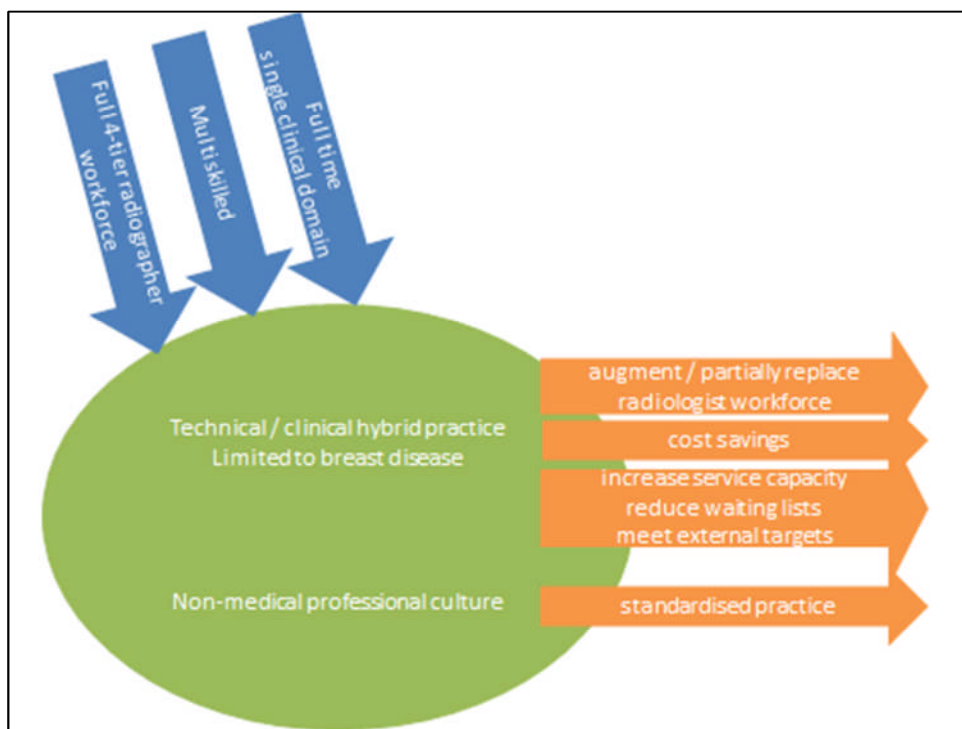 Full 4-tier radiographer
workforce
Multi skilled
Full time
single clinical domain
Technical / clinical hybrid practice
Limited to breast disease
Non-medical professional culture
augment / partially replace
radiologist workforce
cost savings
increase service capacity
reduce waiting lists
meet external targets
standardised practice